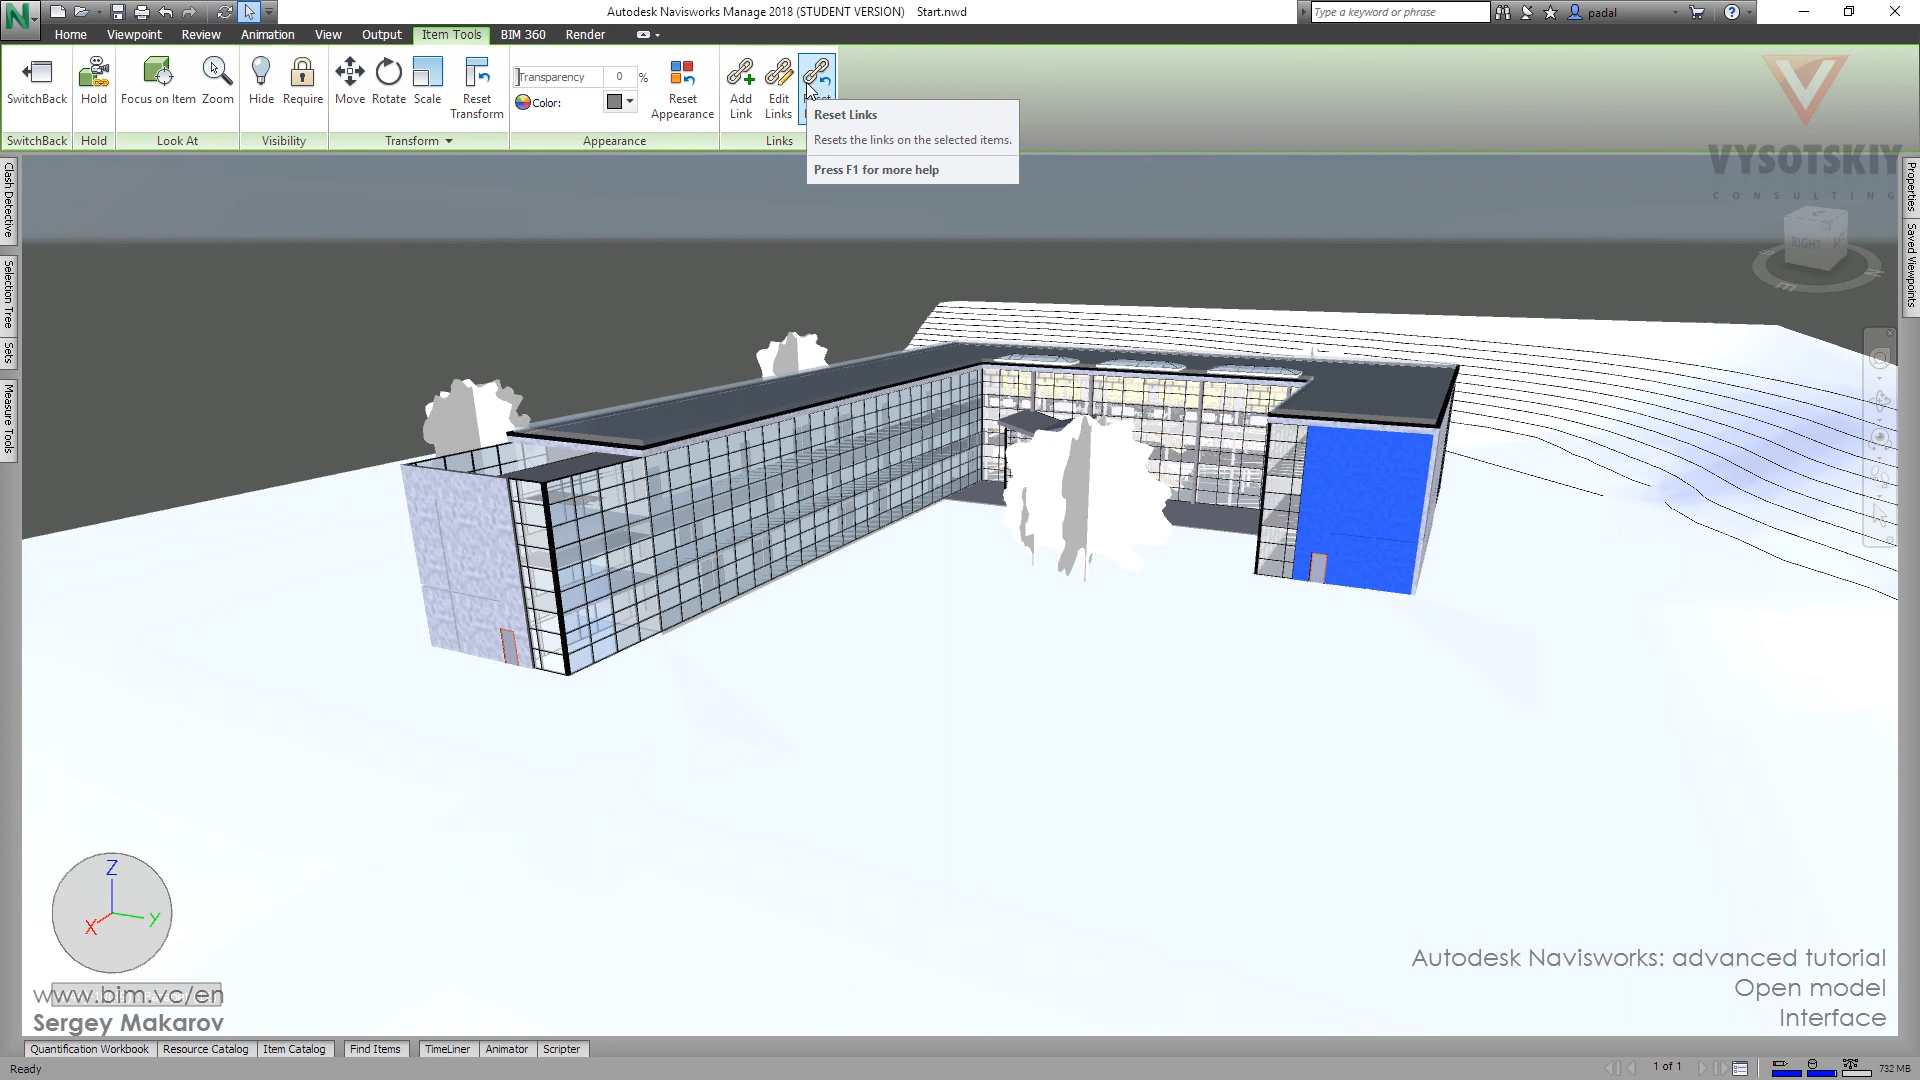 Autodesk Navisworks Manage 2018 (STUDENT VERSION) Start.nwd
Type a keyword or phrase
padal
Home Viewpoint Review Animation View Output Item Tools BIM 360 Render
Transparency 0 %
Color:
SwitchBack Hold Focus on Item Zoom Hide Require Move Rotate Scale Reset Transform Reset Appearance Add Link Edit Links
SwitchBack Hold Look At Visibility Transform Appearance Links
Reset Links
Resets the links on the selected items.
Press F1 for more help
VYSOTSKIY
CONSULTING
Clash Detective
Selection Tree
Sets
Measure Tools
Properties
Saved Viewpoints
RIGHT
Z
X Y
www.bim.vc/en
Sergey Makarov
Autodesk Navisworks: advanced tutorial
Open model
Interface
Quantification Workbook Resource Catalog Item Catalog Find Items TimeLiner Animator Scripter
Ready
1 of 1
732 MB